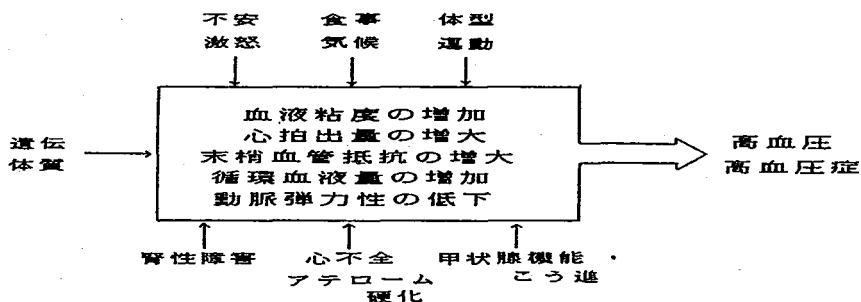 不安 食事 体型
激怒 気候 運動
血液粘度の増加
心拍出量の増大
末梢血管抵抗の増大
循環血液量の増加
動脈弾力性の低下
遺伝
体質
高血圧
高血圧症
腎性障害 心不全 甲状腺機能・
アテローム こう進
硬化